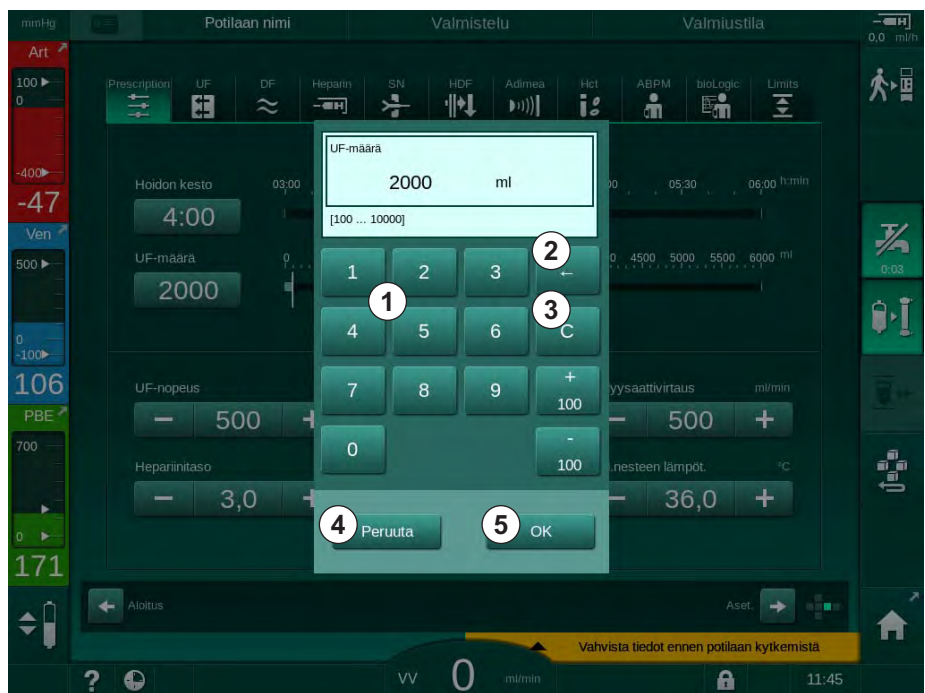 mmHg Potilaan nimi Valmistelu Valmiustila
0,0 ml/h
Art
100
0
-400
-47
Ven
500
0
-100
106
PBE
700
0
171
Prescription UF DF Heparin SN HDF Adimea Hct ABPM bioLogic Limits
H
UF-määrä
2000 ml
[100 ... 10000]
Hoidon kesto 03:00 05:30 06:00 h:min
4:00
UF-määrä 0 4500 5000 5500 6000 ml
2000
1 2 3 ←
4 5 6 C
7 8 9 + 100
0 - 100
1
2
3
UF-nopeus ml/min
− 500 + − 500 +
Hepariinitaso °C
− 3,0 + − 36,0 +
4 Peruuta 5 OK
0:03
← Aloitus Aset. →
Vahvista tiedot ennen potilaan kytkemistä
? VV 0 ml/min 11:45